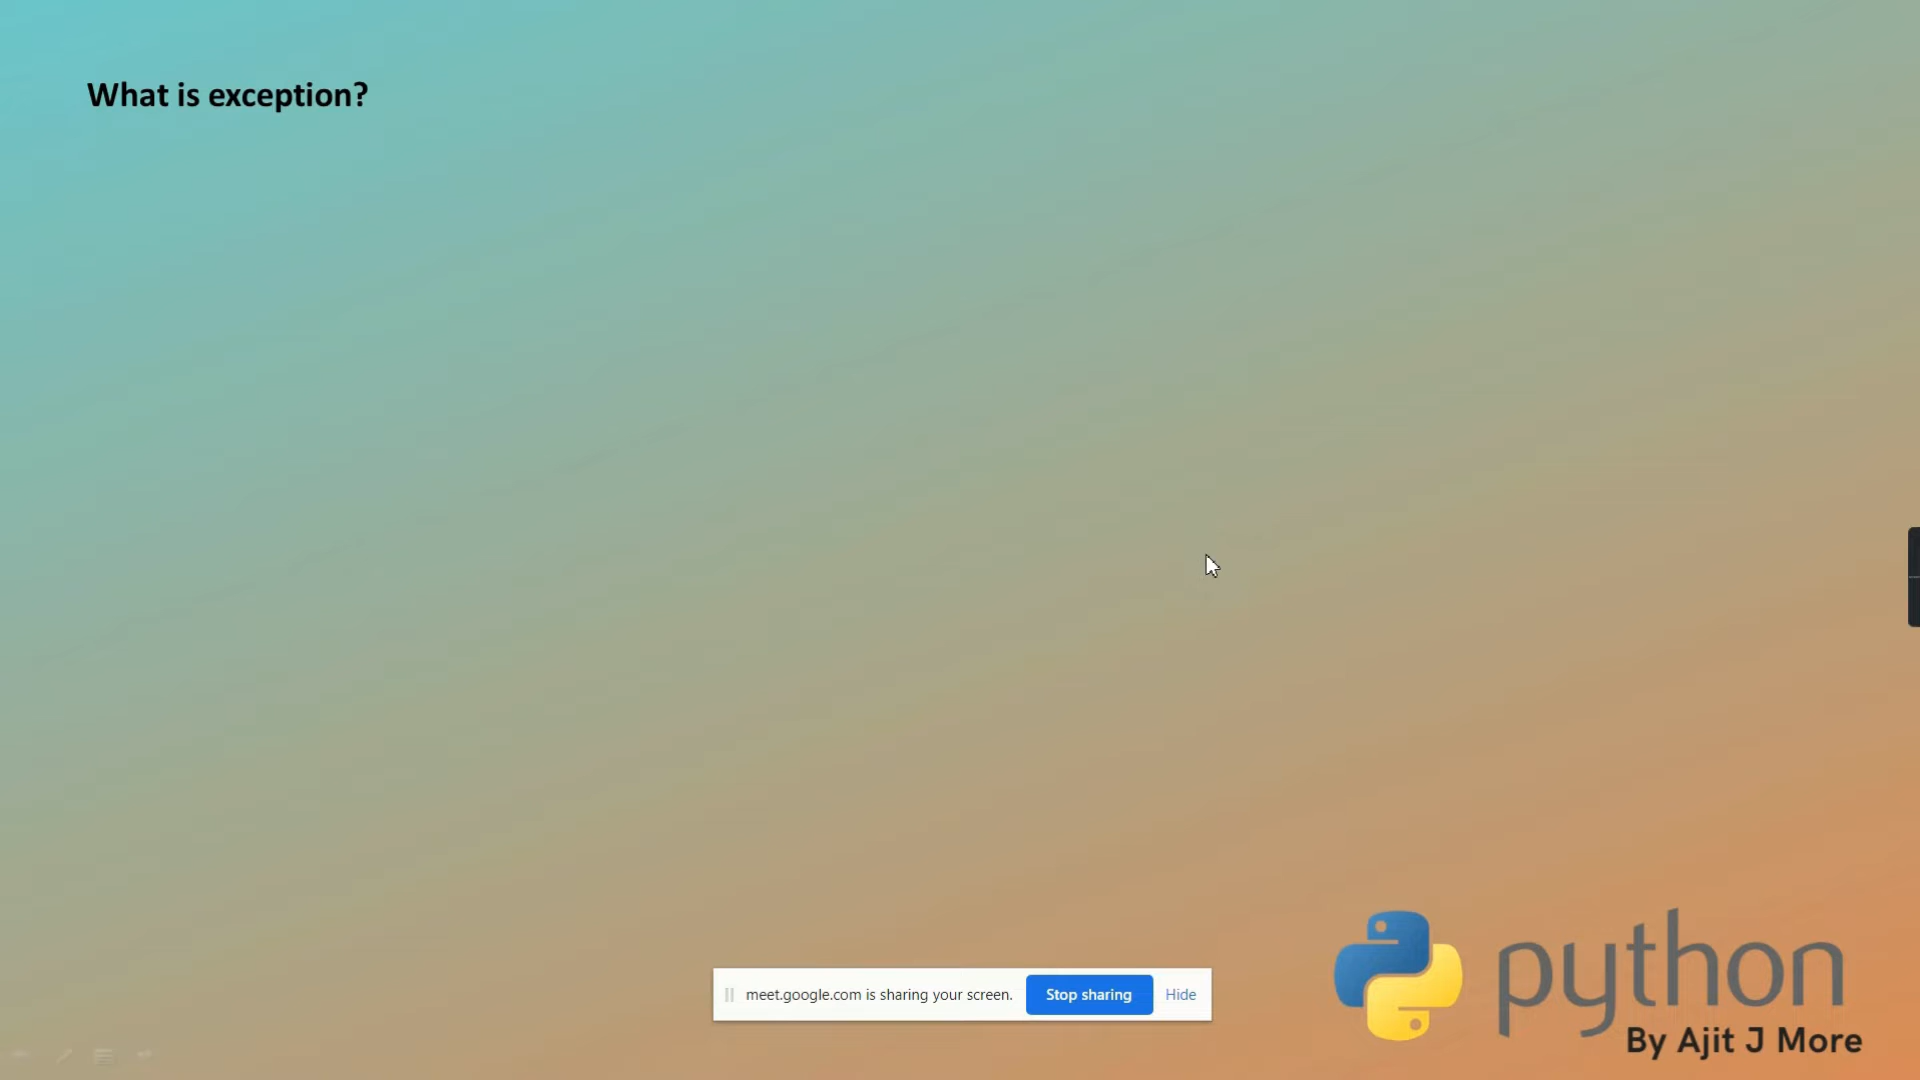 What is exception?
meet.google.com is sharing your screen. Stop sharing Hide
python
By Ajit J More